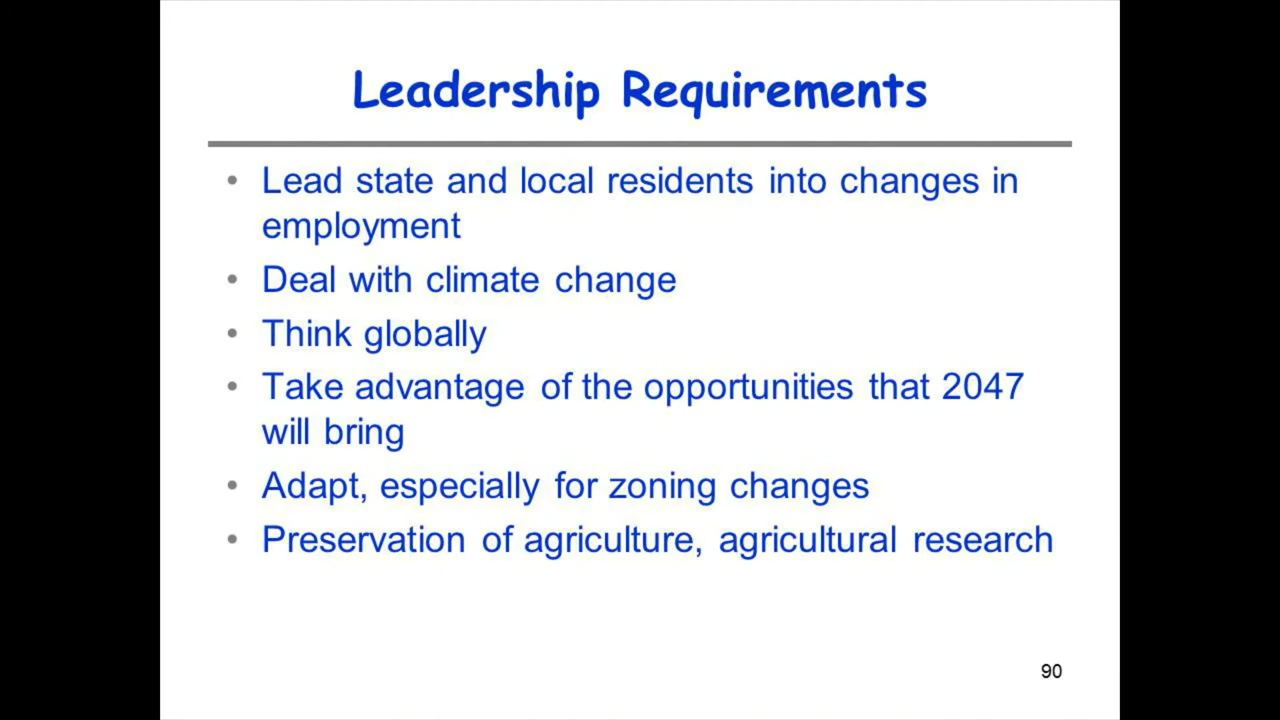 Leadership Requirements
• Lead state and local residents into changes in
employment
• Deal with climate change
• Think globally
• Take advantage of the opportunities that 2047
will bring
• Adapt, especially for zoning changes
• Preservation of agriculture, agricultural research
90